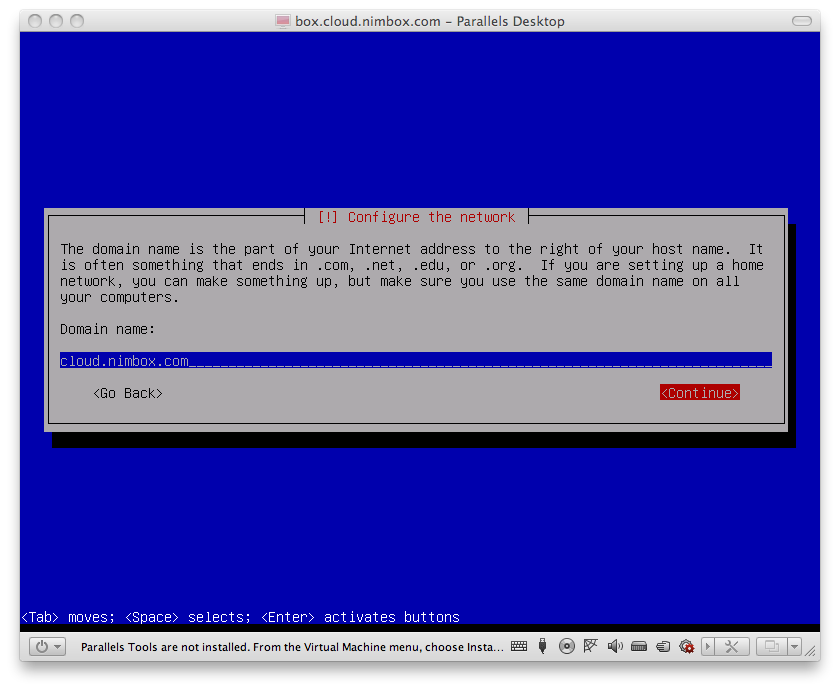 box.cloud.nimbox.com – Parallels Desktop
[!] Configure the network
The domain name is the part of your Internet address to the right of your host name.  It
is often something that ends in .com, .net, .edu, or .org.  If you are setting up a home
network, you can make something up, but make sure you use the same domain name on all
your computers.
Domain name:
cloud.nimbox.com
<Go Back> <Continue>
<Tab> moves; <Space> selects; <Enter> activates buttons
Parallels Tools are not installed. From the Virtual Machine menu, choose Insta...